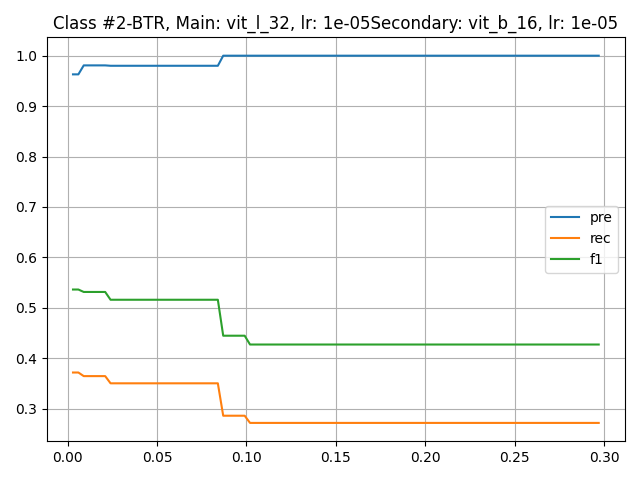 Class #2-BTR, Main: vit_l_32, lr: 1e-05Secondary: vit_b_16, lr: 1e-05
1.0
0.9
0.8
0.7
0.6
0.5
0.4
0.3
pre
rec
f1
0.00 0.05 0.10 0.15 0.20 0.25 0.30